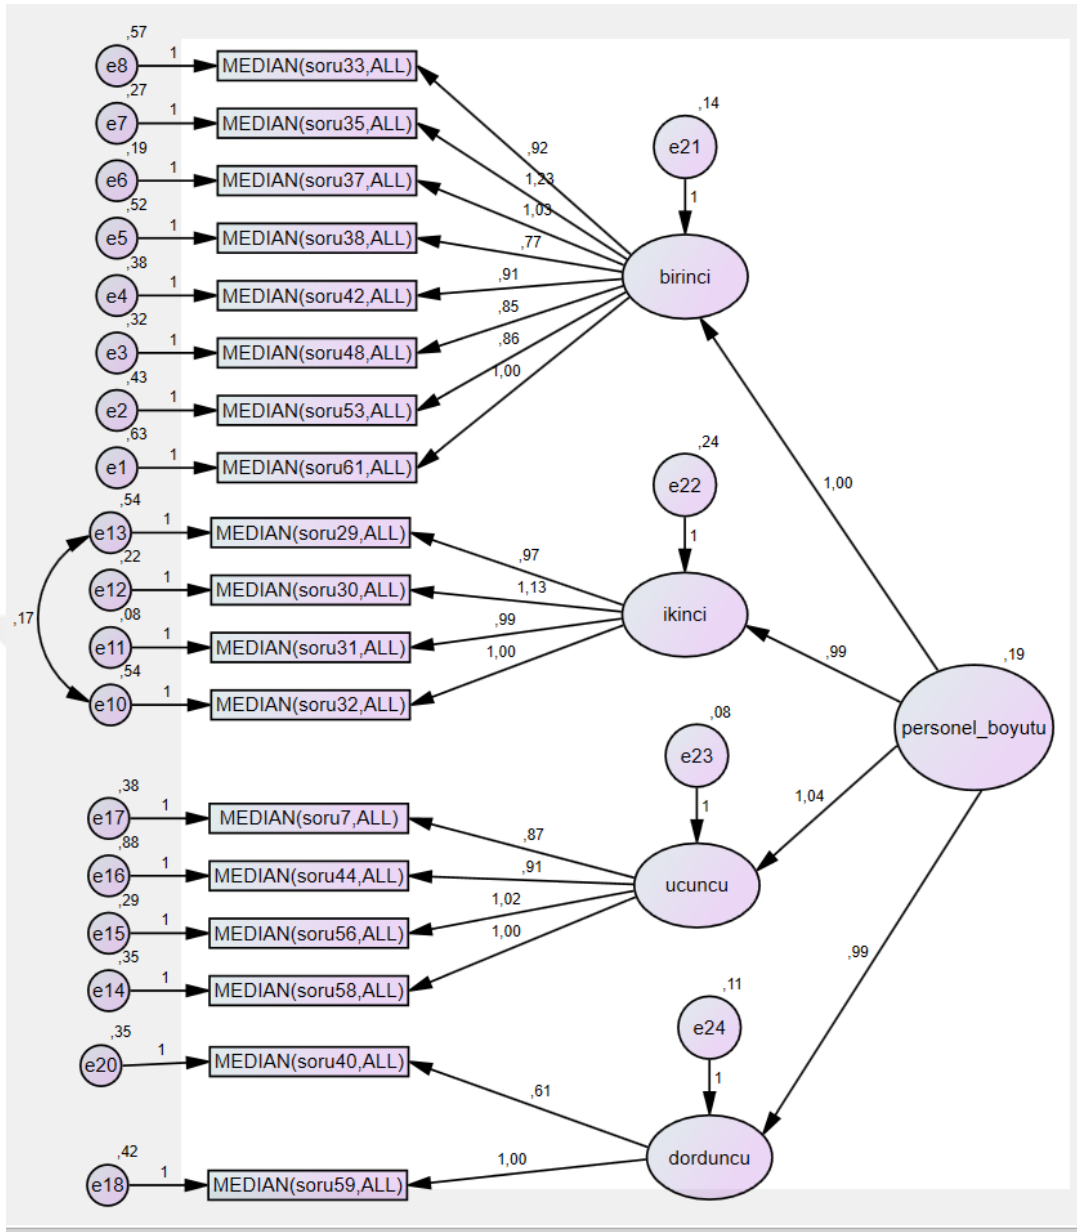 ,57
e8 1 MEDIAN(soru33,ALL)
,27
e7 1 MEDIAN(soru35,ALL)
,19
e6 1 MEDIAN(soru37,ALL)
,52
e5 1 MEDIAN(soru38,ALL)
,38
e4 1 MEDIAN(soru42,ALL)
,32
e3 1 MEDIAN(soru48,ALL)
,43
e2 1 MEDIAN(soru53,ALL)
,63
e1 1 MEDIAN(soru61,ALL)
,92
1,23
1,03
,77
,91
,85
,86
1,00
,14
e21
1
birinci
,54
e13 1 MEDIAN(soru29,ALL)
,22
e12 1 MEDIAN(soru30,ALL)
,17
,08
e11 1 MEDIAN(soru31,ALL)
,54
e10 1 MEDIAN(soru32,ALL)
,97
1,13
,99
1,00
,24
e22
1
ikinci
,38
e17 1 MEDIAN(soru7,ALL)
,88
e16 1 MEDIAN(soru44,ALL)
,29
e15 1 MEDIAN(soru56,ALL)
,35
e14 1 MEDIAN(soru58,ALL)
,87
,91
1,02
1,00
,08
e23
1
ucuncu
,35
e20 1 MEDIAN(soru40,ALL)
,42
e18 1 MEDIAN(soru59,ALL)
,61
1,00
,11
e24
1
dorduncu
1,00
,99
1,04
,99
,19
personel_boyutu